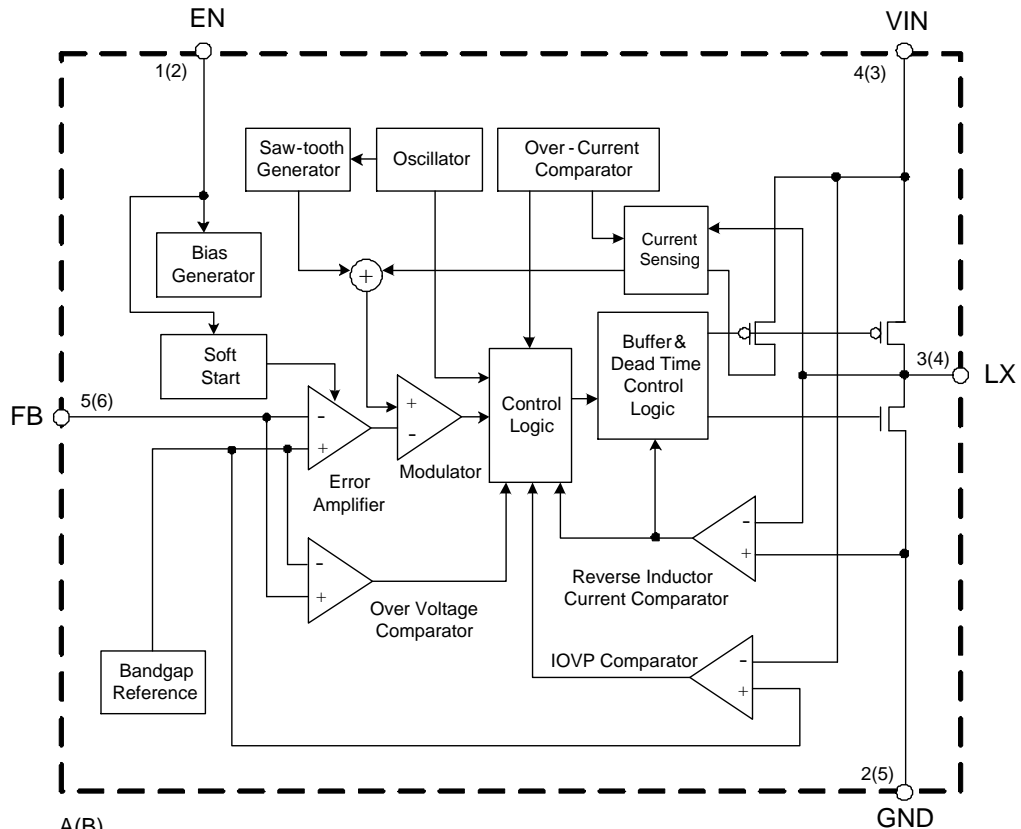 EN
VIN
1(2)
4(3)
Saw-tooth
Generator
Oscillator
Over-Current
Comparator
Current
Sensing
Bias
Generator
+
Soft
Start
Buffer &
Dead Time
Control
Logic
3(4)
LX
5(6)
FB
-
+
Error
Amplifier
+
-
Modulator
Control
Logic
-
+
Over Voltage
Comparator
-
+
Reverse Inductor
Current Comparator
IOVP Comparator
-
+
Bandgap
Reference
2(5)
GND
A(B)